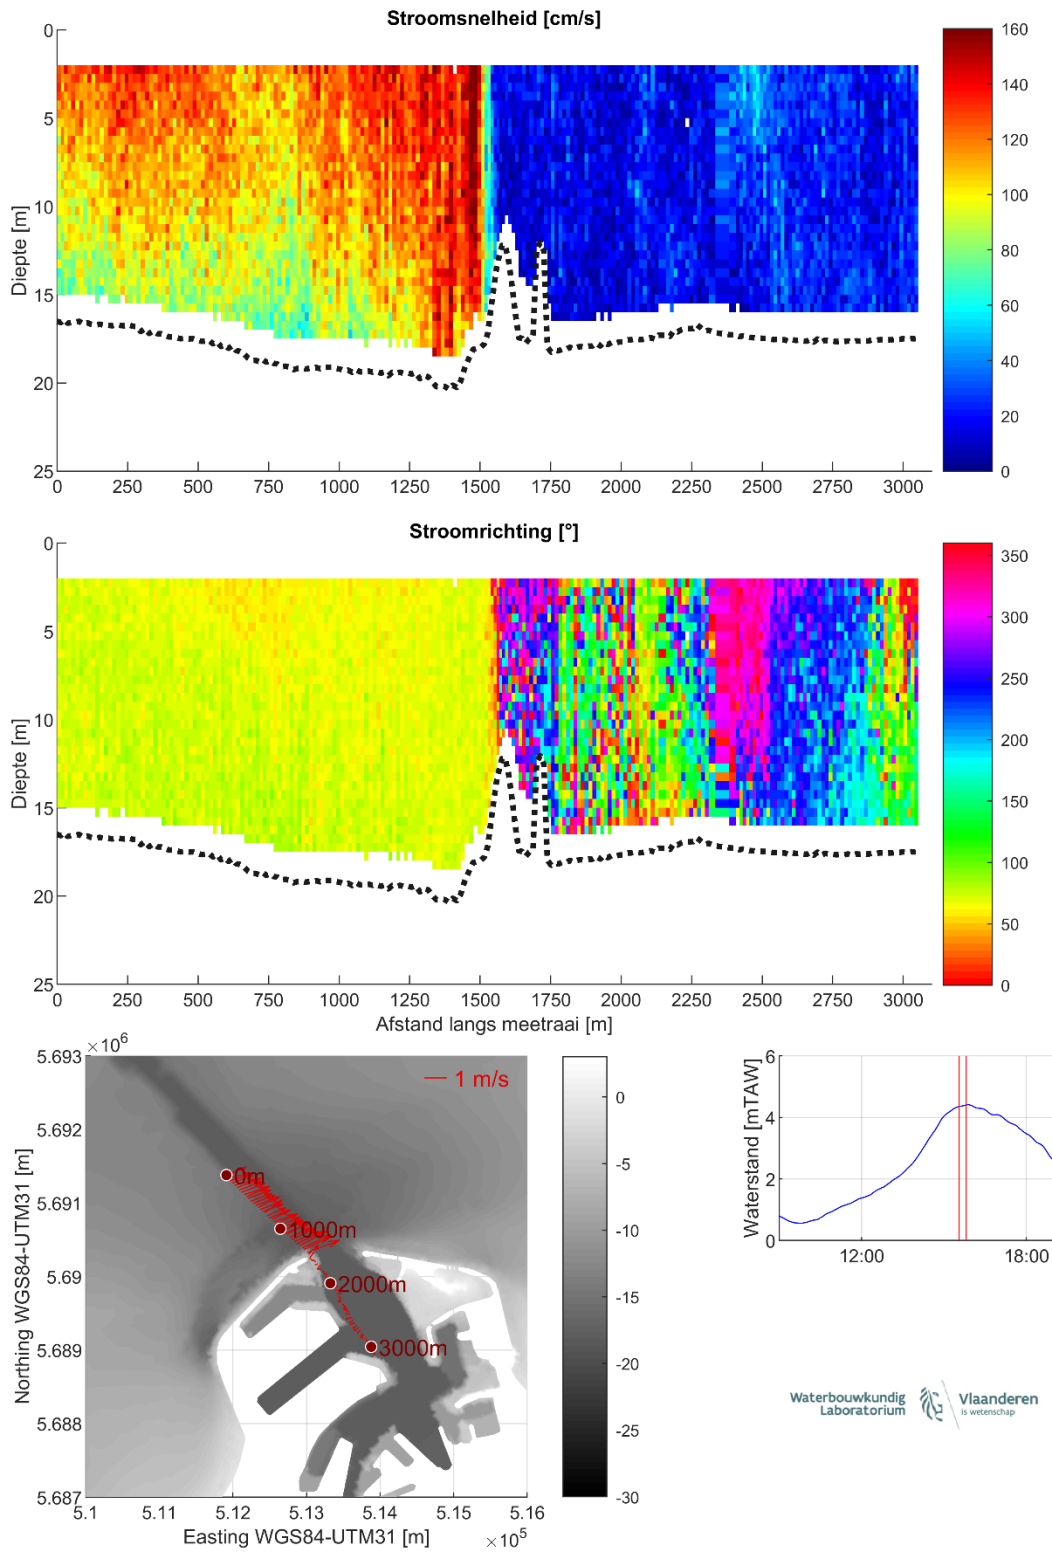 Stroomsnelheid [cm/s]
Diepte [m]
0
5
10
15
20
25
0 250 500 750 1000 1250 1500 1750 2000 2250 2500 2750 3000
160
140
120
100
80
60
40
20
0
Stroomrichting [°]
Diepte [m]
0
5
10
15
20
25
0 250 500 750 1000 1250 1500 1750 2000 2250 2500 2750 3000
Afstand langs meetraai [m]
350
300
250
200
150
100
50
0
×10⁶
5.693
5.692
5.691
5.69
5.689
5.688
5.687
Northing WGS84-UTM31 [m]
1 m/s
0m
1000m
2000m
3000m
5.1 5.12 5.13 5.14 5.15 5.16
Easting WGS84-UTM31 [m]
×10⁵
0
-5
-10
-15
-20
-25
-30
Waterstand [mTAW]
6
4
2
0
12:00 18:00
Waterbouwkundig
Laboratorium
Vlaanderen
is wetenschap